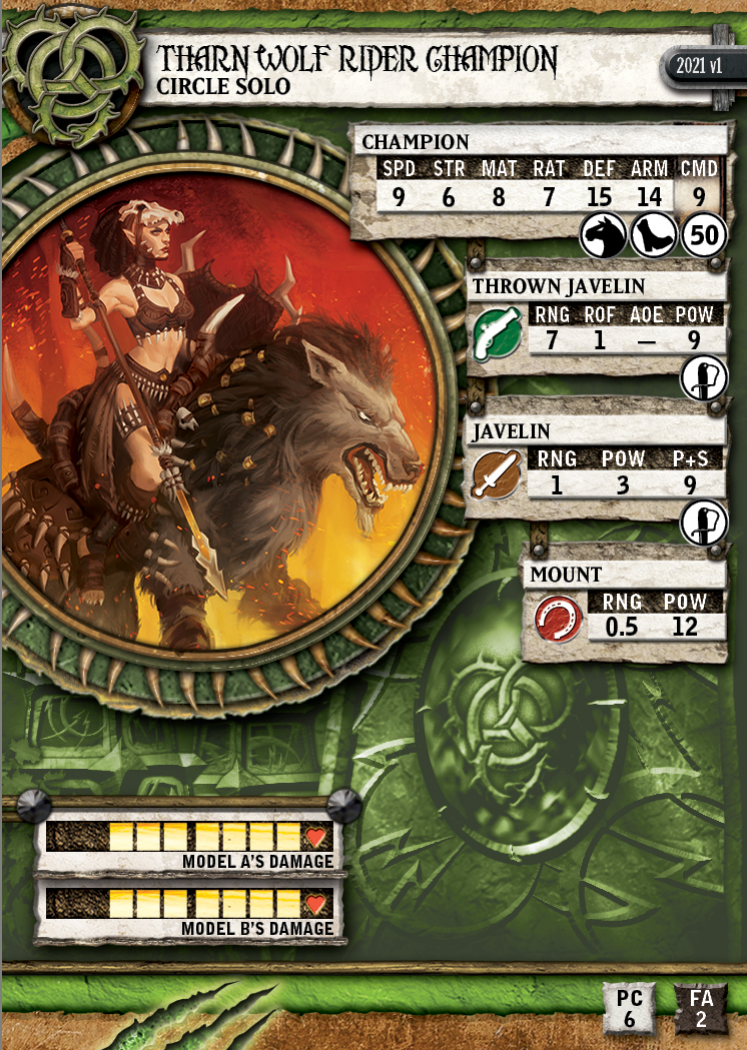 THARN WOLF RIDER CHAMPION
CIRCLE SOLO
2021 v1
CHAMPION
SPD STR MAT RAT DEF ARM CMD
9 6 8 7 15 14 9
50
THROWN JAVELIN
RNG ROF AOE POW
7 1 — 9
JAVELIN
RNG POW P+S
1 3 9
MOUNT
RNG POW
0.5 12
MODEL A'S DAMAGE
MODEL B'S DAMAGE
PC FA
6 2